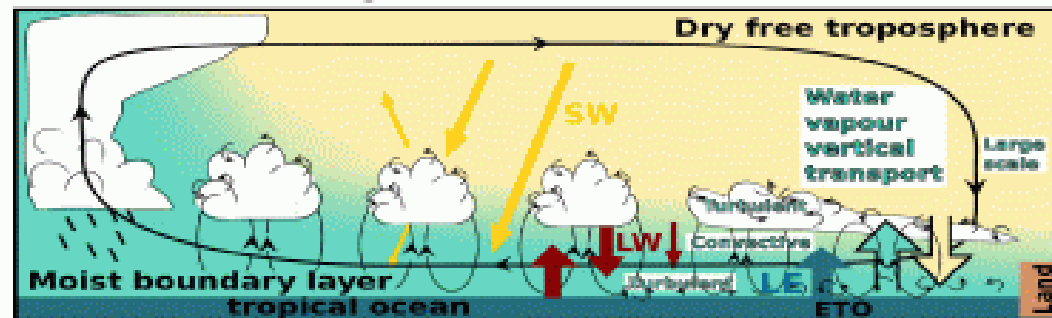 Dry free troposphere
SW
Water
vapour
vertical
transport
Large
scale
Turbulent
LW
Convective
Turbulent
LE
Moist boundary layer
tropical ocean
ETO
Land